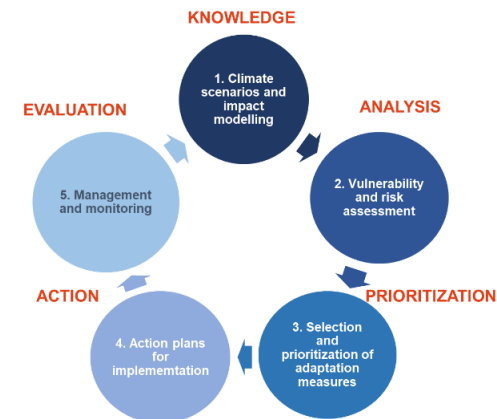 KNOWLEDGE
1. Climate
scenarios and
impact
modelling
ANALYSIS
2. Vulnerability
and risk
assessment
PRIORITIZATION
3. Selection
and
prioritization of
adaptation
measures
ACTION
4. Action plans
for
implememtation
EVALUATION
5. Management
and monitoring